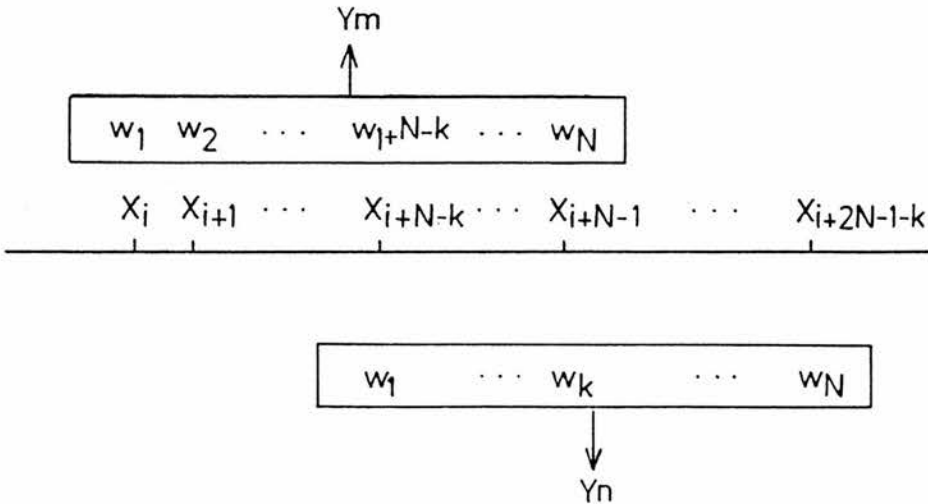 Ym
w₁ w₂ ··· w₁₊N-k ··· wN
Xᵢ Xᵢ₊₁ ··· Xᵢ₊N-k ··· Xᵢ₊N-1 ··· Xᵢ₊2N-1-k
w₁ ··· wₖ ··· wN
Yn